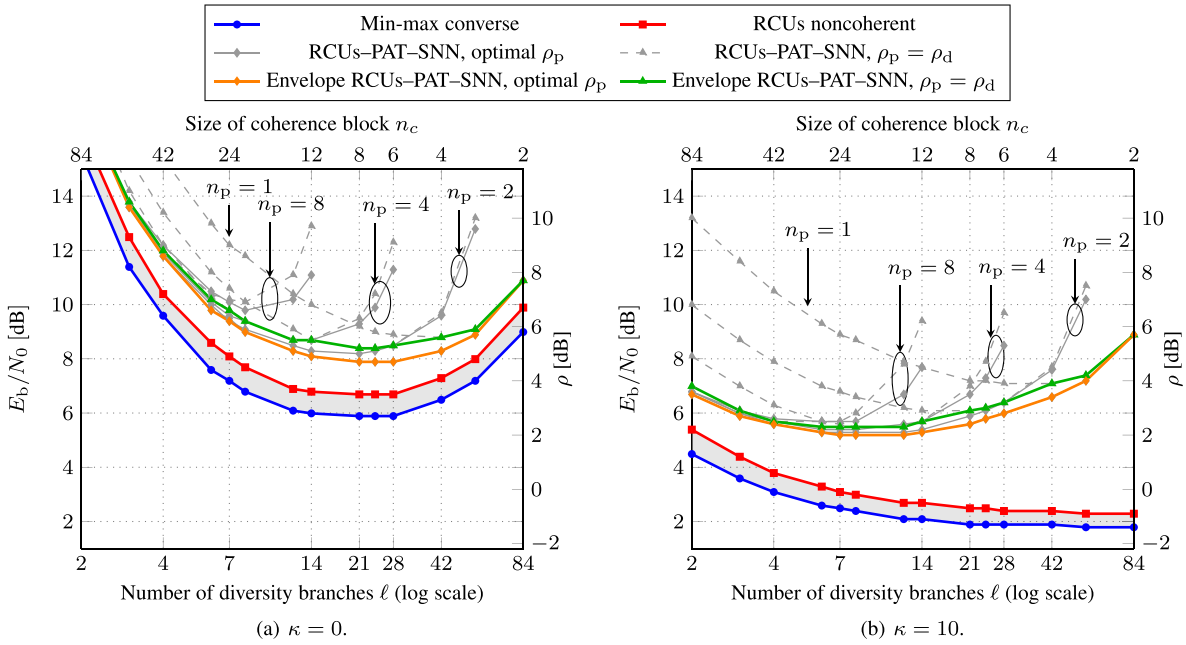 Min-max converse
RCUs noncoherent
RCUs–PAT–SNN, optimal ρp
RCUs–PAT–SNN, ρp = ρd
Envelope RCUs–PAT–SNN, optimal ρp
Envelope RCUs–PAT–SNN, ρp = ρd
Size of coherence block nc
84 42 24 12 8 6 4 2
14
12
10
8
6
4
2
Eb/N0 [dB]
np = 1
np = 8
np = 4
np = 2
10
8
6
4
2
0
−2
ρ [dB]
2 4 7 14 21 28 42 84
Number of diversity branches ℓ (log scale)
(a) κ = 0.
Size of coherence block nc
84 42 24 12 8 6 4 2
14
12
10
8
6
4
2
Eb/N0 [dB]
np = 1
np = 8
np = 4
np = 2
10
8
6
4
2
0
−2
ρ [dB]
2 4 7 14 21 28 42 84
Number of diversity branches ℓ (log scale)
(b) κ = 10.